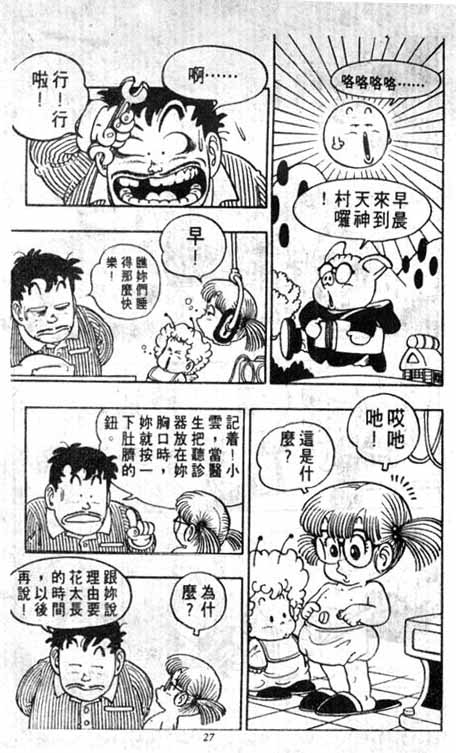 咯咯咯咯……
早晨
來到
天神
村囉
!
啊……
行!行
啦!
早!
瞧妳們睡
得那麼快
樂!
哎吔
吔!
這是什
麼?
記着!小
雲,當醫
生把聽診
器放在妳
胸口時,
妳就按一
下肚臍的
鈕。
為什
麼?
跟妳說
理由要
花太長
的時間
,以後
再說!
27